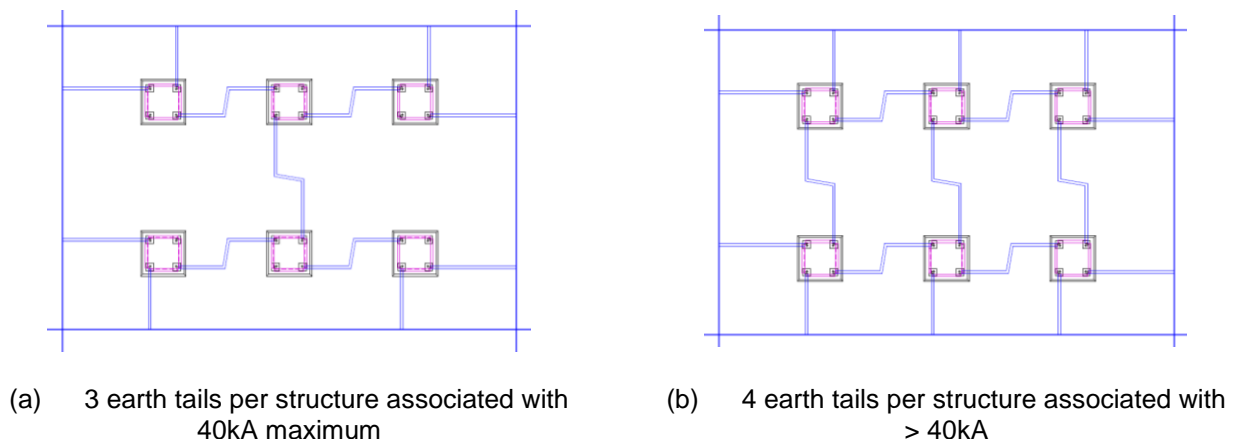 (a) 3 earth tails per structure associated with
40kA maximum
(b) 4 earth tails per structure associated with
> 40kA